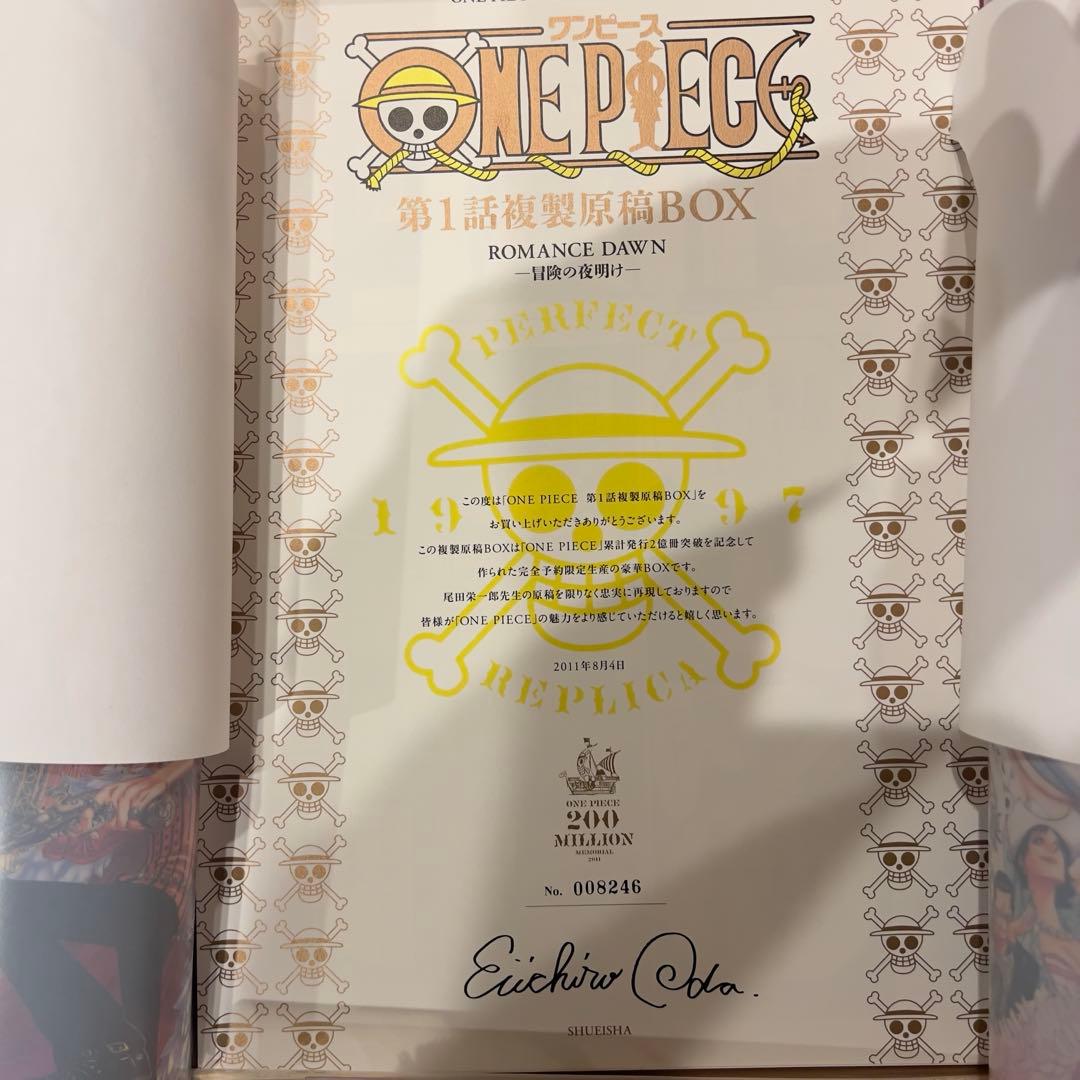 ワンピース
ONE PIECE
第1話複製原稿BOX
ROMANCE DAWN
―冒険の夜明け―
PERFECT
1997
この度は「ONE PIECE 第1話複製原稿BOX」を
お買い上げいただきありがとうございます。
この複製原稿BOXは「ONE PIECE」累計発行2億冊突破を記念して
作られた完全予約限定生産の豪華BOXです。
尾田栄一郎先生の原稿を限りなく忠実に再現しておりますので
皆様が「ONE PIECE」の魅力をより感じていただけると嬉しく思います。
2011年8月4日
REPLICA
ONE PIECE
200
MILLION
MEMORIAL
2011
No. 008246
Eiichiro Oda.
SHUEISHA